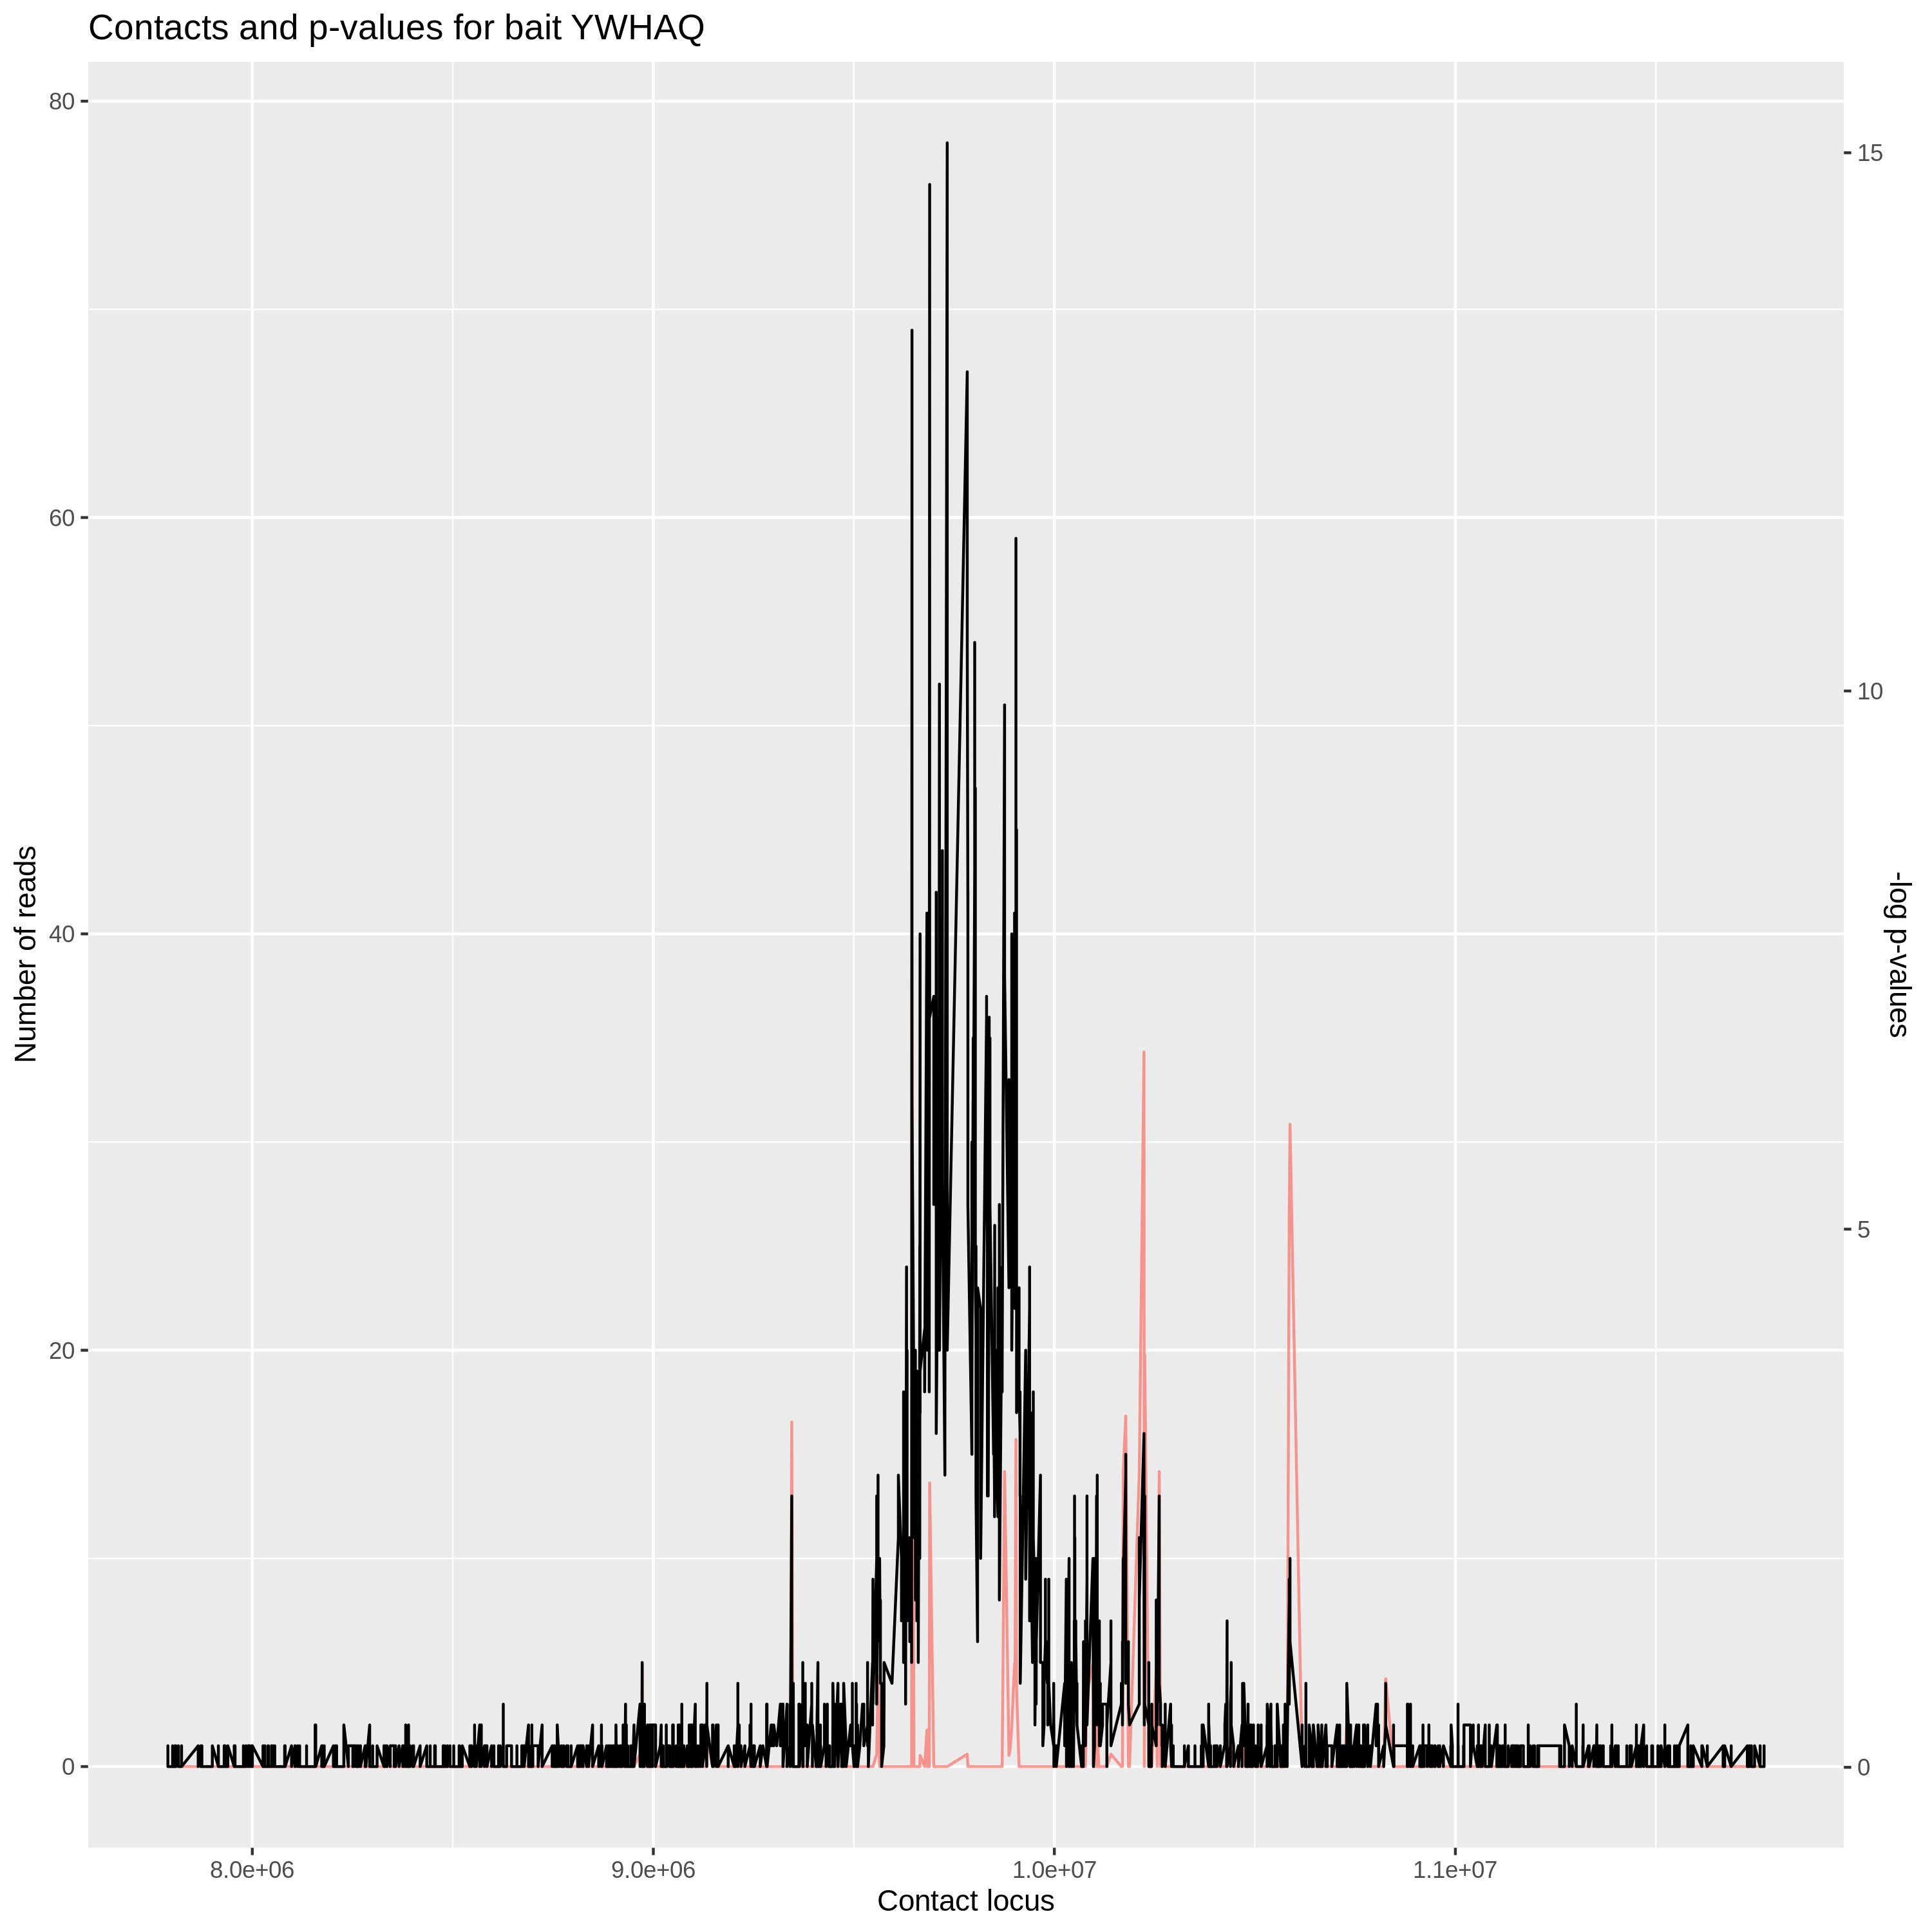 Contacts and p-values for bait YWHAQ
80
60
40
20
0
Number of reads
15
10
5
0
-log p-values
8.0e+06 9.0e+06 1.0e+07 1.1e+07
Contact locus